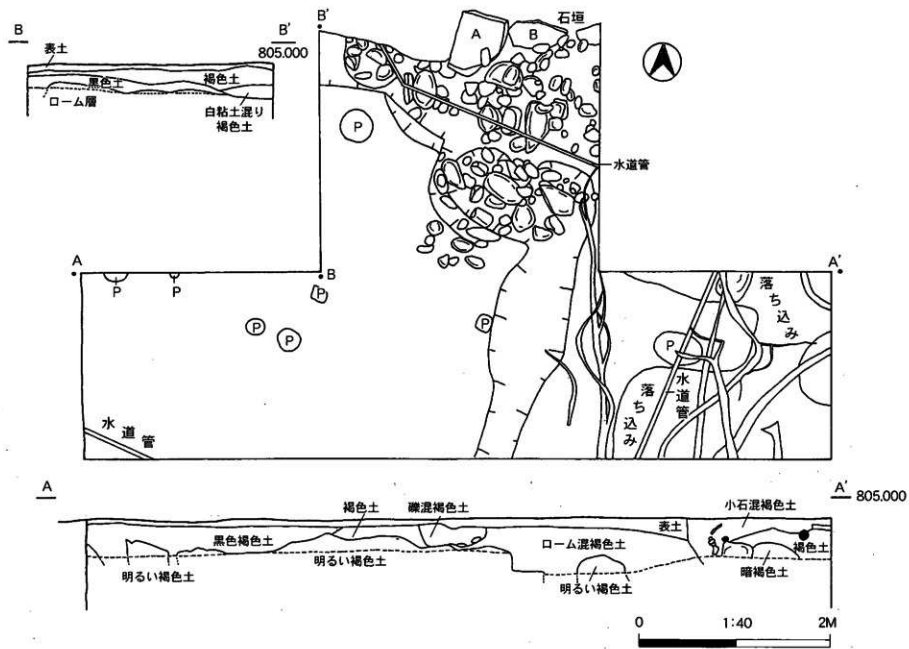 B
B'
805.000
表土
黒色土
褐色土
ローム層
白粘土混り
褐色土
B'
A
B
石垣
P
水道管
A
B
A'
P
P
P
P
P
P
P
落ち込み
落ち込み
水道管
水道管
A
A'
805.000
褐色土
礫混褐色土
小石混褐色土
表土
黒色褐色土
ローム混褐色土
褐色土
明るい褐色土
明るい褐色土
明るい褐色土
暗褐色土
0
1:40
2M